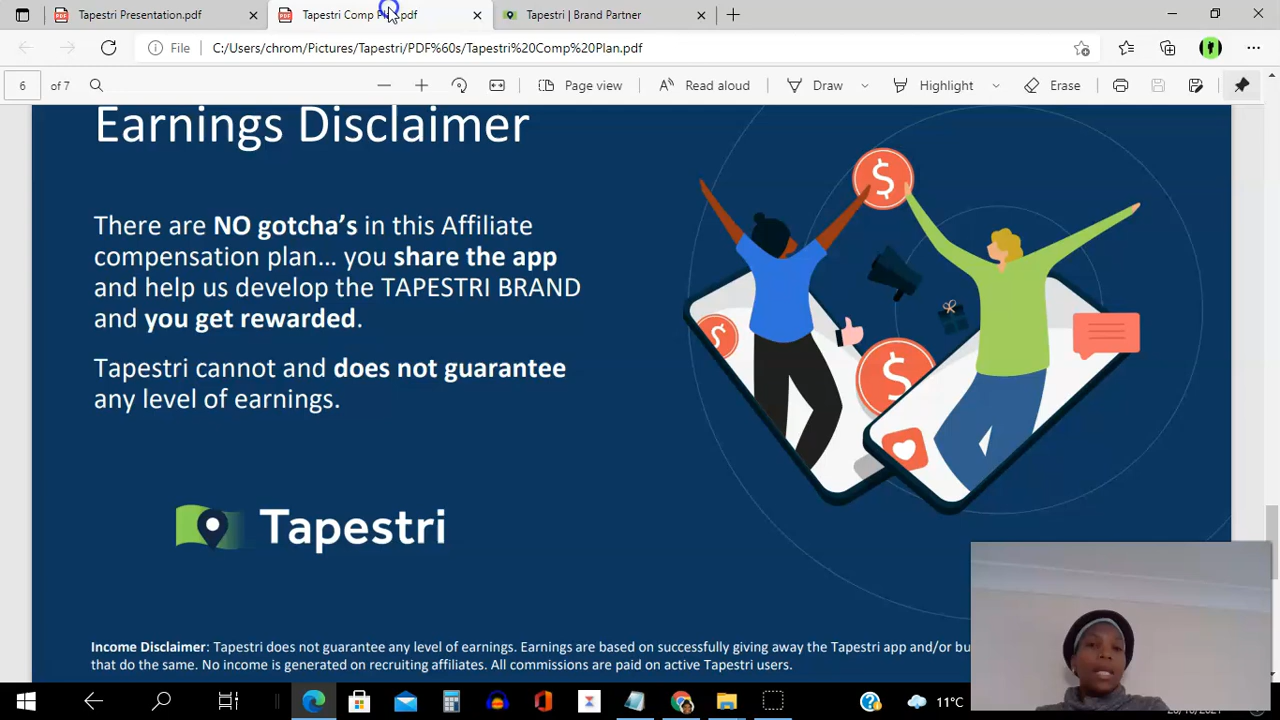 Tapestri Presentation.pdf
Tapestri Comp
.pdf
Tapestri | Brand Partner
File
C:/Users/chrom/Pictures/Tapestri/PDF%60s/Tapestri%20Comp%20Plan.pdf
6 of 7
Page view
Read aloud
Draw
Highlight
Erase
Earnings Disclaimer
There are NO gotcha's in this Affiliate
compensation plan... you share the app
and help us develop the TAPESTRI BRAND
and you get rewarded.
Tapestri cannot and does not guarantee
any level of earnings.
Tapestri
Income Disclaimer: Tapestri does not guarantee any level of earnings. Earnings are based on successfully giving away the Tapestri app and/or bu
that do the same. No income is generated on recruiting affiliates. All commissions are paid on active Tapestri users.
11°C